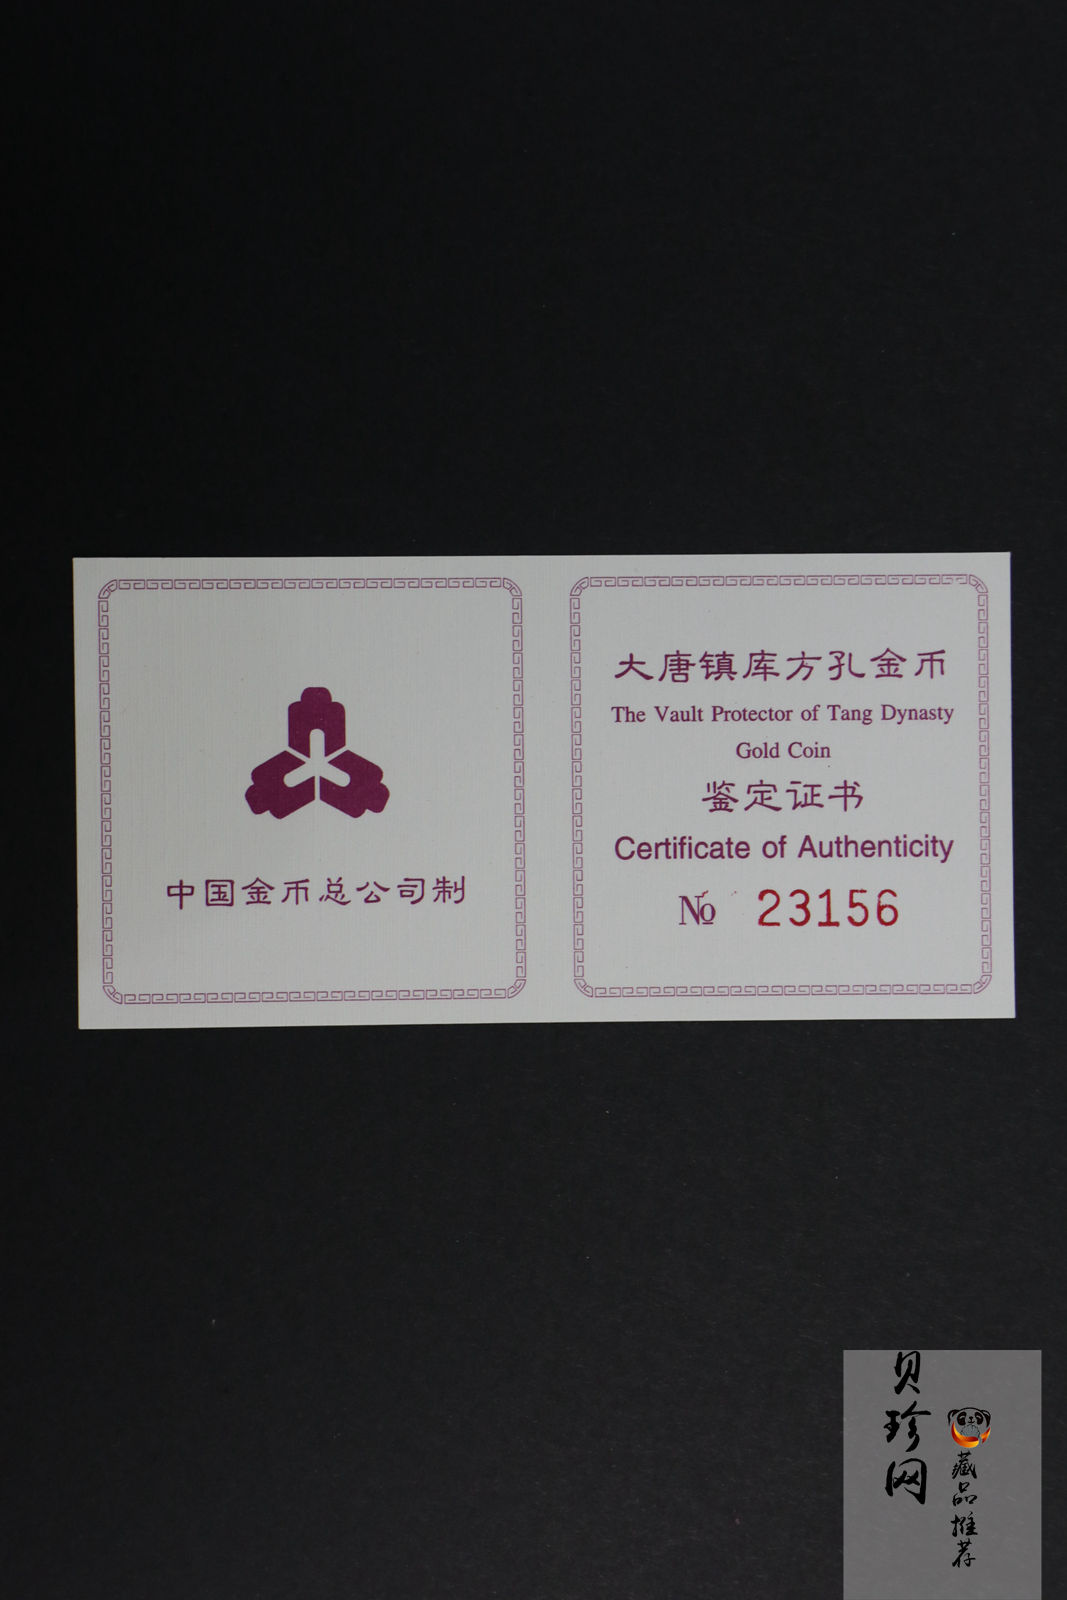 中国金币总公司制
大唐镇库方孔金币
The Vault Protector of Tang Dynasty
Gold Coin
鉴定证书
Certificate of Authenticity
№ 23156
贝珍网
藏品推荐